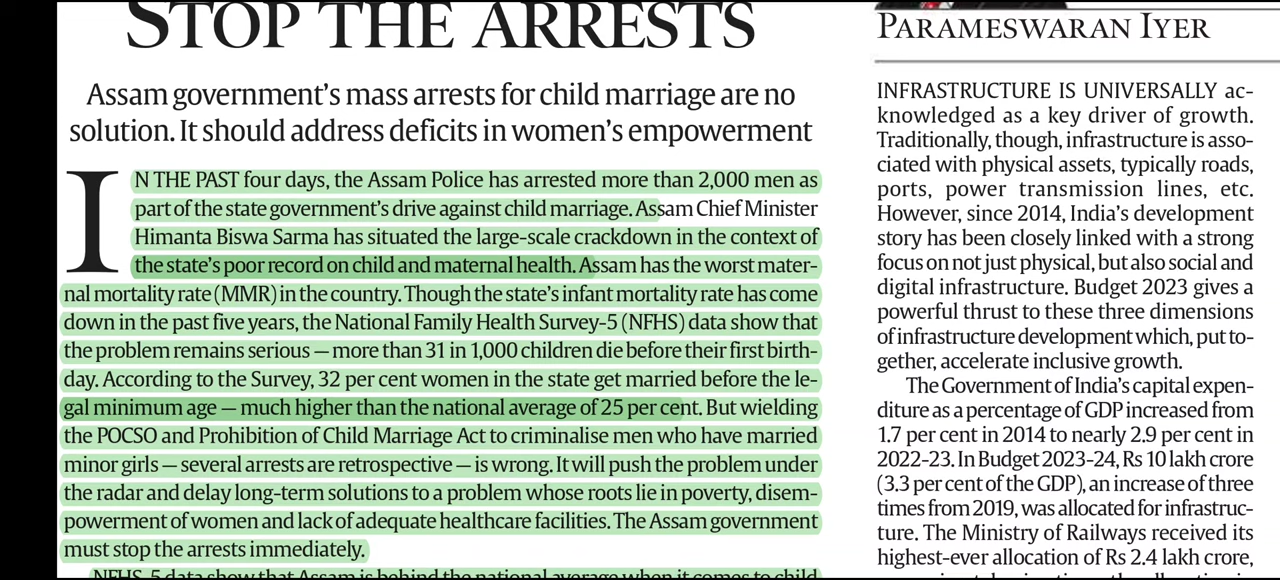 STOP THE ARRESTS
Assam government's mass arrests for child marriage are no
solution. It should address deficits in women's empowerment
IN THE PAST four days, the Assam Police has arrested more than 2,000 men as
part of the state government's drive against child marriage. Assam Chief Minister
Himanta Biswa Sarma has situated the large-scale crackdown in the context of
the state's poor record on child and maternal health. Assam has the worst mater-
nal mortality rate (MMR) in the country. Though the state's infant mortality rate has come
down in the past five years, the National Family Health Survey-5 (NFHS) data show that
the problem remains serious — more than 31 in 1,000 children die before their first birth-
day. According to the Survey, 32 per cent women in the state get married before the le-
gal minimum age — much higher than the national average of 25 per cent. But wielding
the POCSO and Prohibition of Child Marriage Act to criminalise men who have married
minor girls — several arrests are retrospective — is wrong. It will push the problem under
the radar and delay long-term solutions to a problem whose roots lie in poverty, disem-
powerment of women and lack of adequate healthcare facilities. The Assam government
must stop the arrests immediately.
NFHS-5 data show that Assam is behind the national average when it comes to child
PARAMESWARAN IYER
INFRASTRUCTURE IS UNIVERSALLY ac-
knowledged as a key driver of growth.
Traditionally, though, infrastructure is asso-
ciated with physical assets, typically roads,
ports, power transmission lines, etc.
However, since 2014, India's development
story has been closely linked with a strong
focus on not just physical, but also social and
digital infrastructure. Budget 2023 gives a
powerful thrust to these three dimensions
of infrastructure development which, put to-
gether, accelerate inclusive growth.
The Government of India's capital expen-
diture as a percentage of GDP increased from
1.7 per cent in 2014 to nearly 2.9 per cent in
2022-23. In Budget 2023-24, Rs 10 lakh crore
(3.3 per cent of the GDP), an increase of three
times from 2019, was allocated for infrastruc-
ture. The Ministry of Railways received its
highest-ever allocation of Rs 2.4 lakh crore,